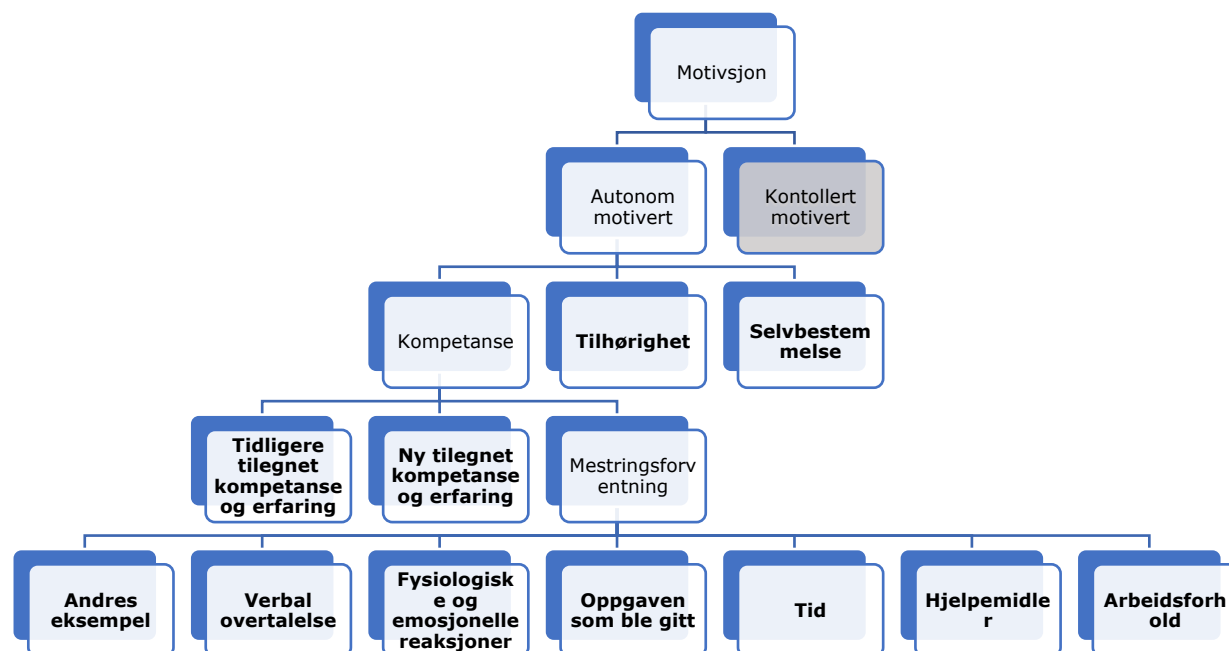 Motivsjon
Autonom
motivert
Kontollert
motivert
Kompetanse
Tilhørighet
Selvbestem
melse
Tidligere
tilegnet
kompetanse
og erfaring
Ny tilegnet
kompetanse
og erfaring
Mestringsforv
entning
Andres
eksempel
Verbal
overtalelse
Fysiologisk
e og
emosjonelle
reaksjoner
Oppgaven
som ble gitt
Tid
Hjelpemidle
r
Arbeidsforh
old